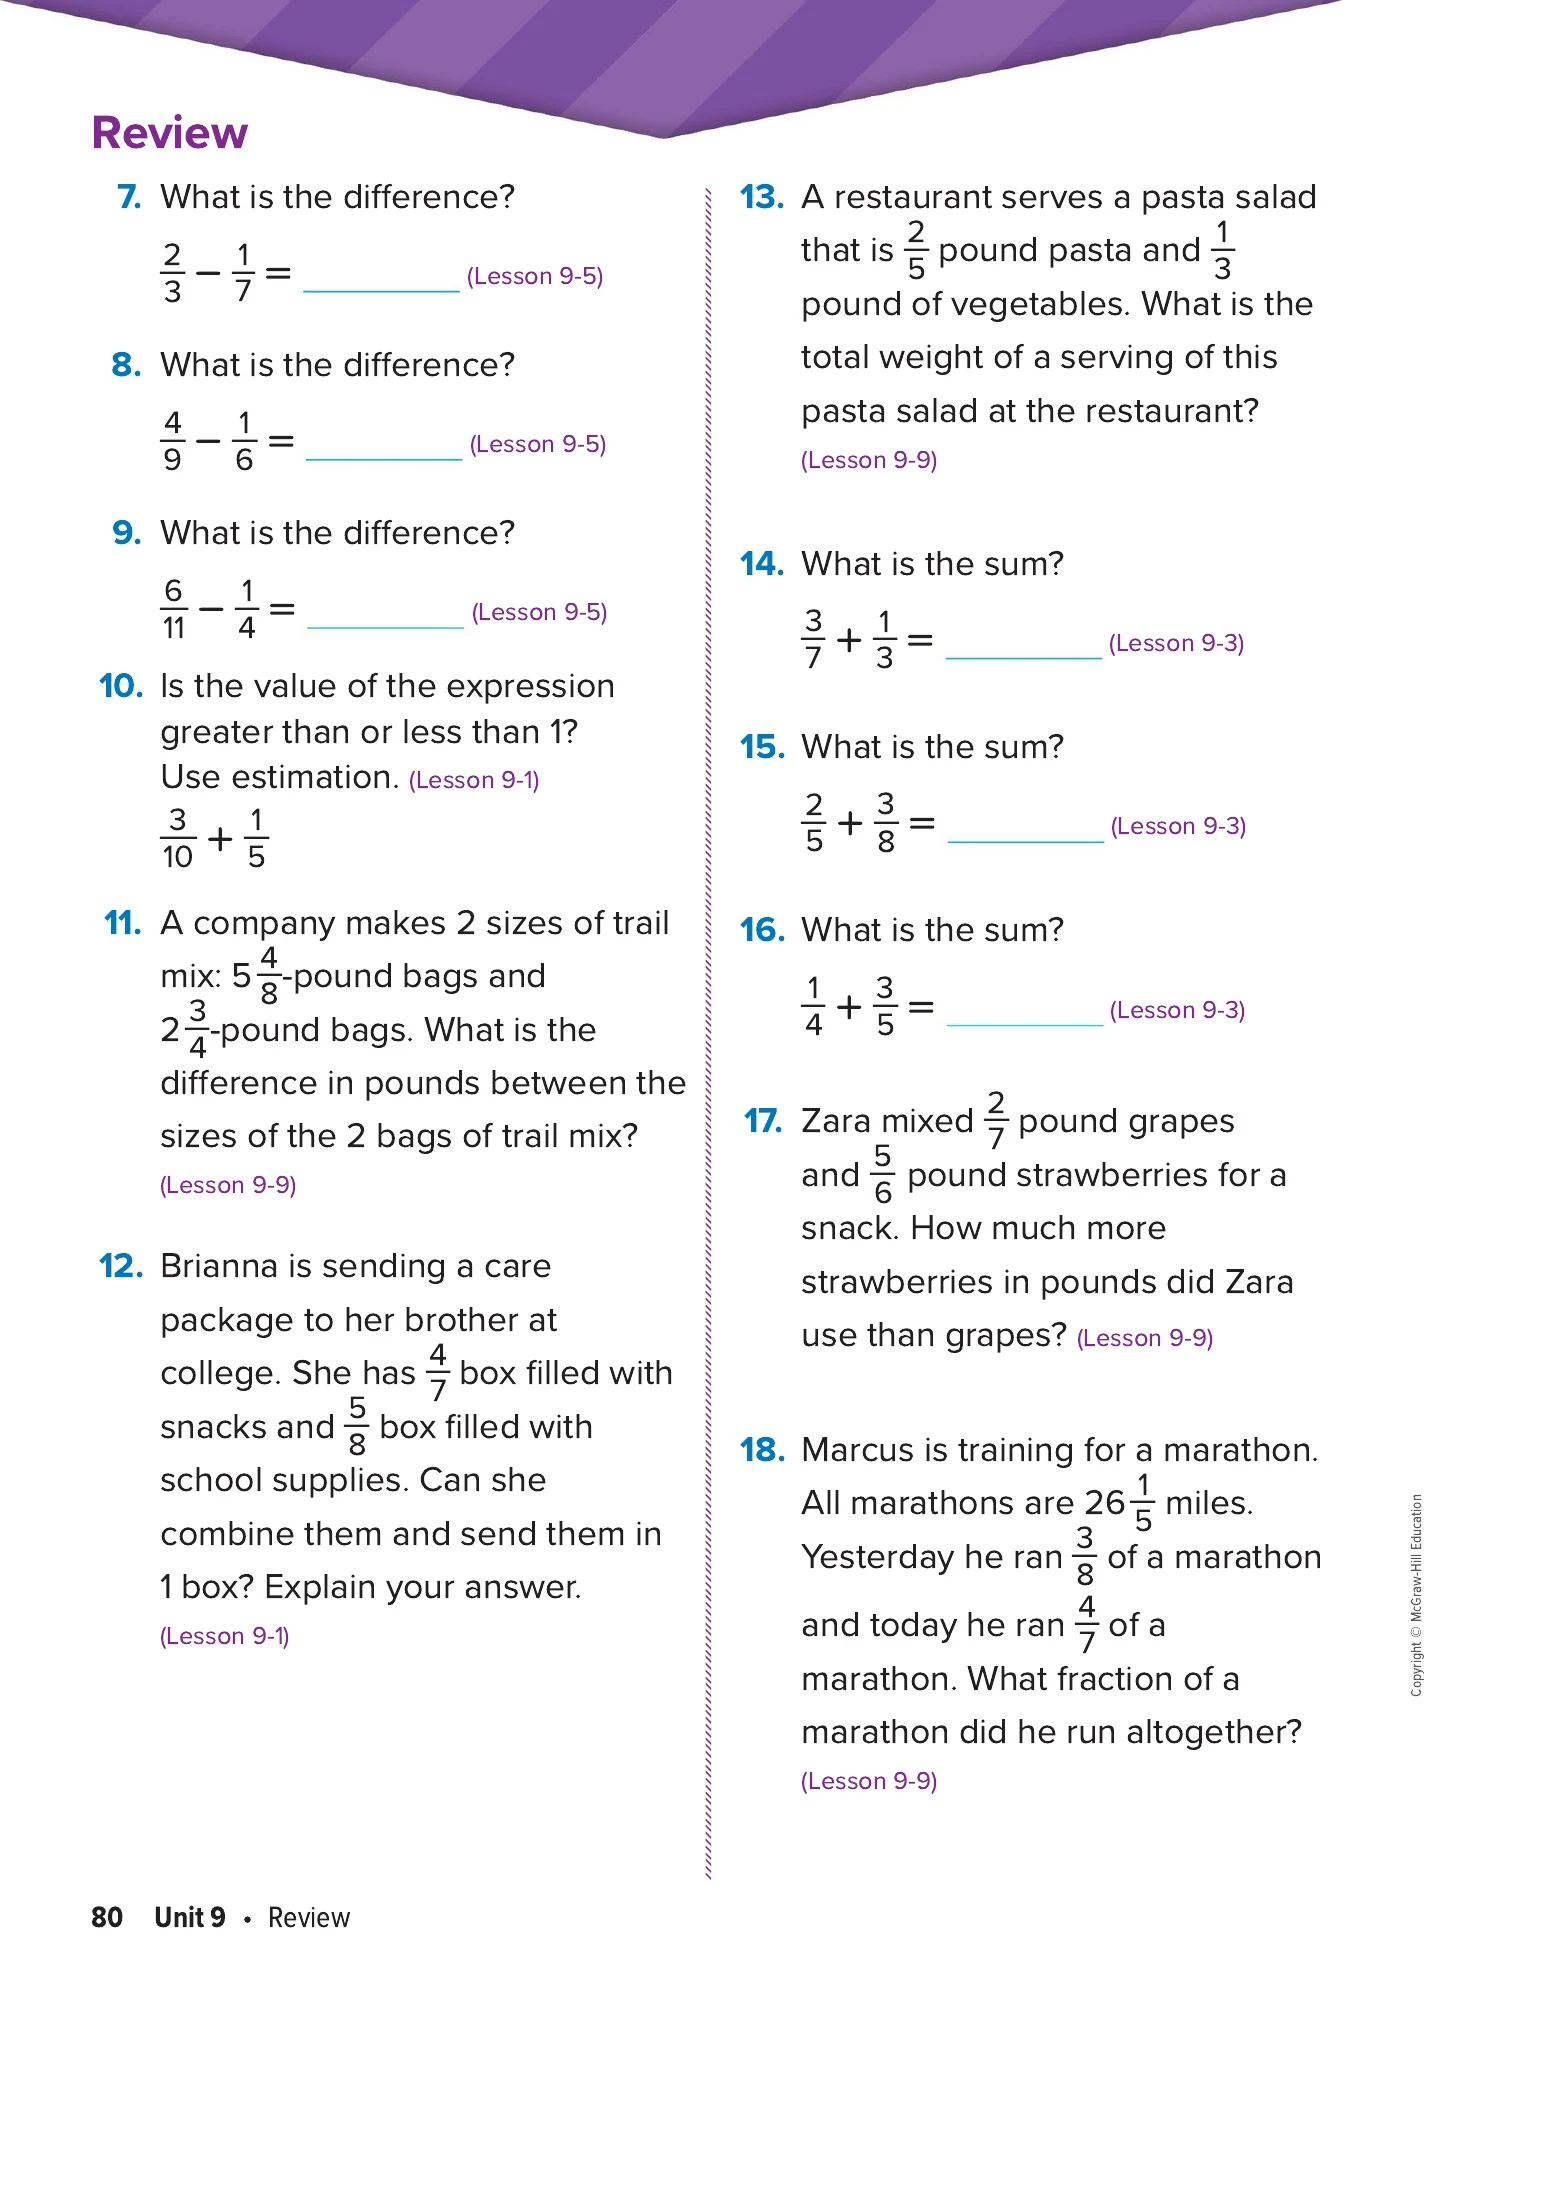 Review
7. What is the difference?
2/3 − 1/7 = __________ (Lesson 9-5)
8. What is the difference?
4/9 − 1/6 = __________ (Lesson 9-5)
9. What is the difference?
6/11 − 1/4 = __________ (Lesson 9-5)
10. Is the value of the expression
greater than or less than 1?
Use estimation. (Lesson 9-1)
3/10 + 1/5
11. A company makes 2 sizes of trail
mix: 5 4/8-pound bags and
2 3/4-pound bags. What is the
difference in pounds between the
sizes of the 2 bags of trail mix?
(Lesson 9-9)
12. Brianna is sending a care
package to her brother at
college. She has 4/7 box filled with
snacks and 5/8 box filled with
school supplies. Can she
combine them and send them in
1 box? Explain your answer.
(Lesson 9-1)
13. A restaurant serves a pasta salad
that is 2/5 pound pasta and 1/3
pound of vegetables. What is the
total weight of a serving of this
pasta salad at the restaurant?
(Lesson 9-9)
14. What is the sum?
3/7 + 1/3 = __________ (Lesson 9-3)
15. What is the sum?
2/5 + 3/8 = __________ (Lesson 9-3)
16. What is the sum?
1/4 + 3/5 = __________ (Lesson 9-3)
17. Zara mixed 2/7 pound grapes
and 5/6 pound strawberries for a
snack. How much more
strawberries in pounds did Zara
use than grapes? (Lesson 9-9)
18. Marcus is training for a marathon.
All marathons are 26 1/5 miles.
Yesterday he ran 3/8 of a marathon
and today he ran 4/7 of a
marathon. What fraction of a
marathon did he run altogether?
(Lesson 9-9)
Copyright © McGraw-Hill Education
80 Unit 9 • Review